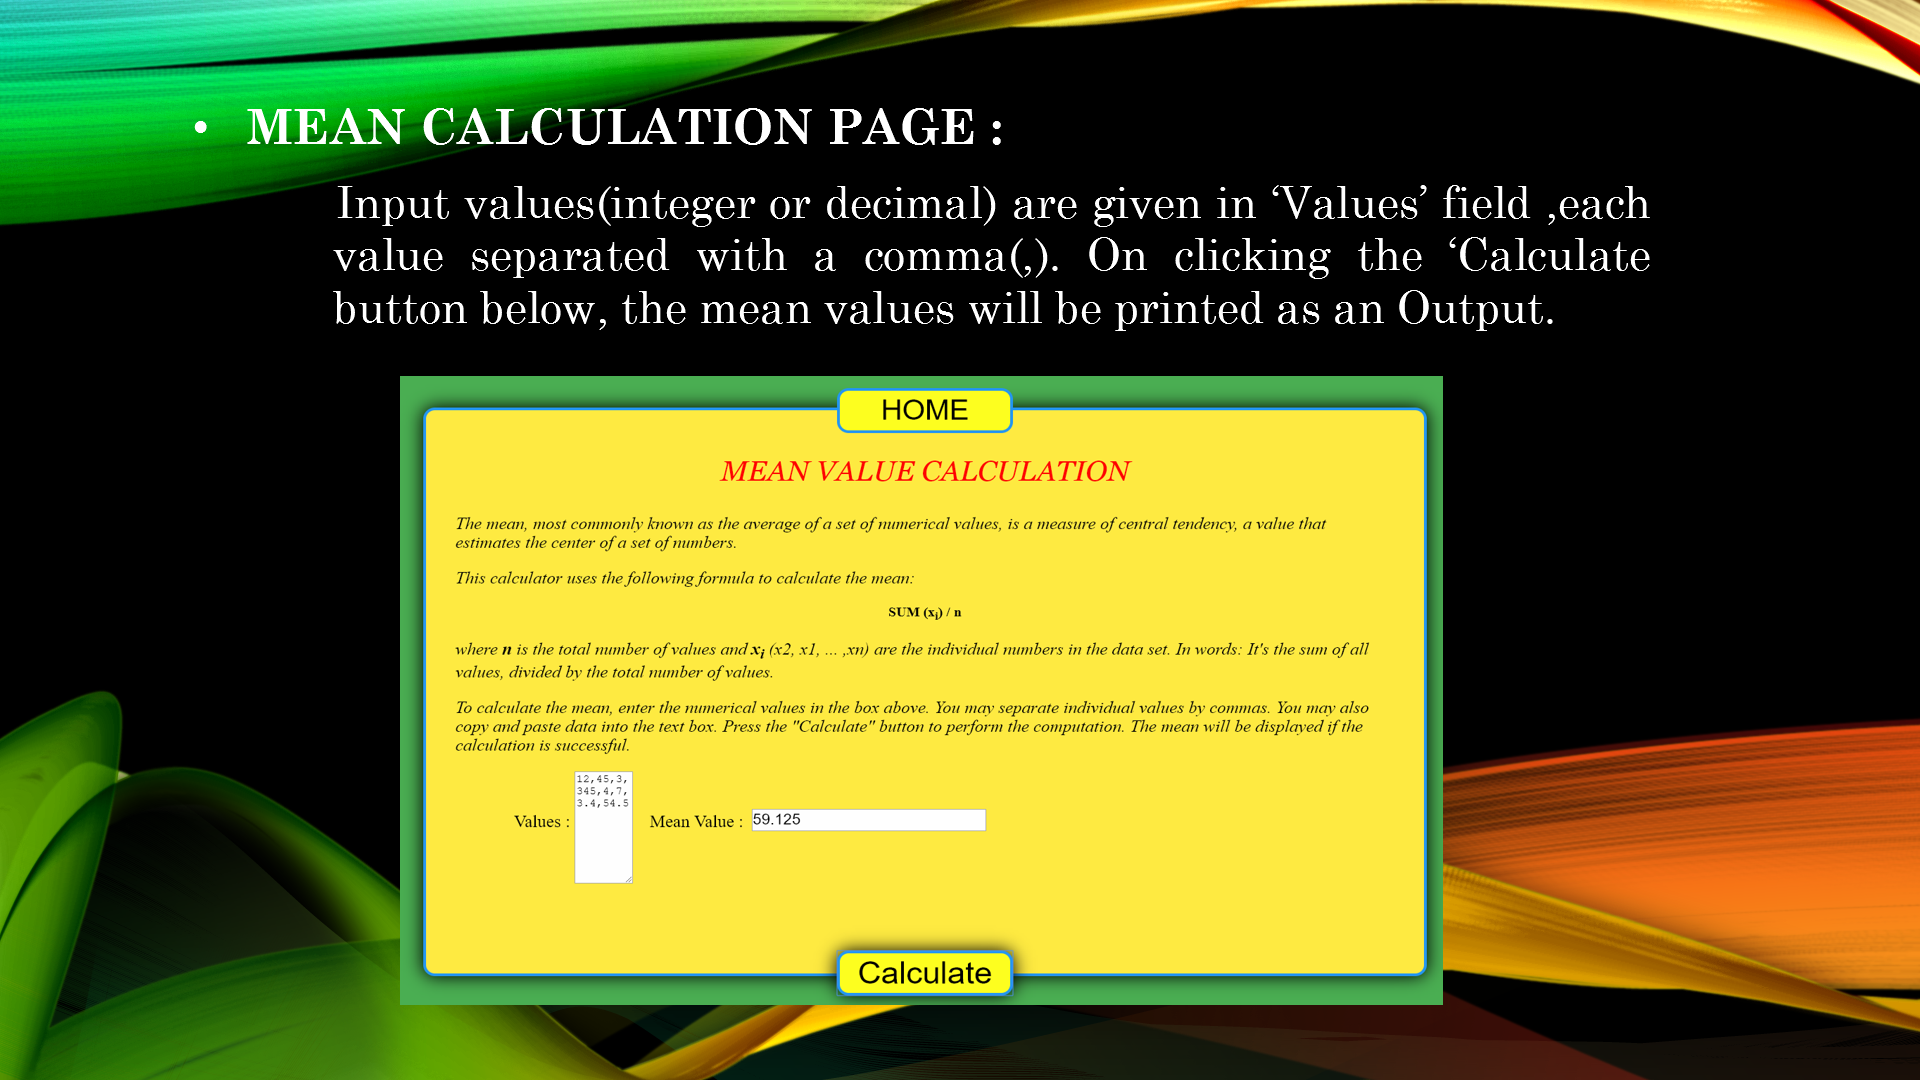 • MEAN CALCULATION PAGE :
Input values(integer or decimal) are given in ‘Values’ field ,each
value separated with a comma(,). On clicking the ‘Calculate
button below, the mean values will be printed as an Output.
HOME
MEAN VALUE CALCULATION
The mean, most commonly known as the average of a set of numerical values, is a measure of central tendency, a value that
estimates the center of a set of numbers.
This calculator uses the following formula to calculate the mean:
SUM (xi) / n
where n is the total number of values and xi (x2, x1, ... ,xn) are the individual numbers in the data set. In words: It's the sum of all
values, divided by the total number of values.
To calculate the mean, enter the numerical values in the box above. You may separate individual values by commas. You may also
copy and paste data into the text box. Press the "Calculate" button to perform the computation. The mean will be displayed if the
calculation is successful.
12,45,3,
345,4,7,
3.4,54.5
Values : Mean Value : 59.125
Calculate